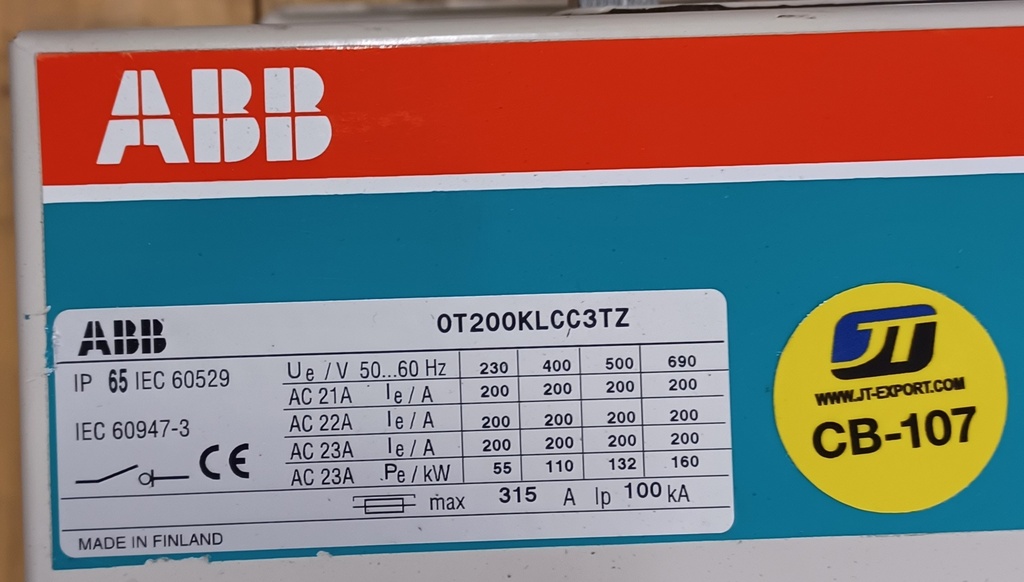 ABB
ABB
OT200KLCC3TZ
IP 65 IEC 60529
IEC 60947-3
CE
Ue / V 50...60 Hz 230 400 500 690
AC 21A Ie / A 200 200 200 200
AC 22A Ie / A 200 200 200 200
AC 23A Ie / A 200 200 200 200
AC 23A Pe / kW 55 110 132 160
max 315 A Ip 100 kA
MADE IN FINLAND
JT
WWW.JT-EXPORT.COM
CB-107